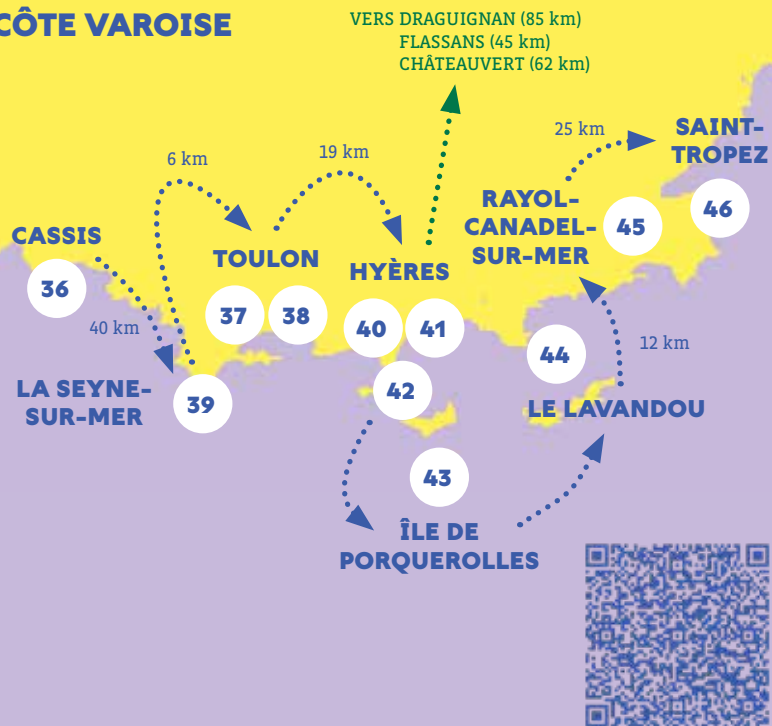 CÔTE VAROISE
VERS DRAGUIGNAN (85 km)
FLASSANS (45 km)
CHÂTEAUVERT (62 km)
25 km
SAINT-
TROPEZ
6 km
19 km
RAYOL-
CANADEL-
SUR-MER
45
46
CASSIS
36
TOULON
37
38
HYÈRES
40
41
42
40 km
LA SEYNE-
SUR-MER
39
44
12 km
LE LAVANDOU
43
ÎLE DE
PORQUEROLLES